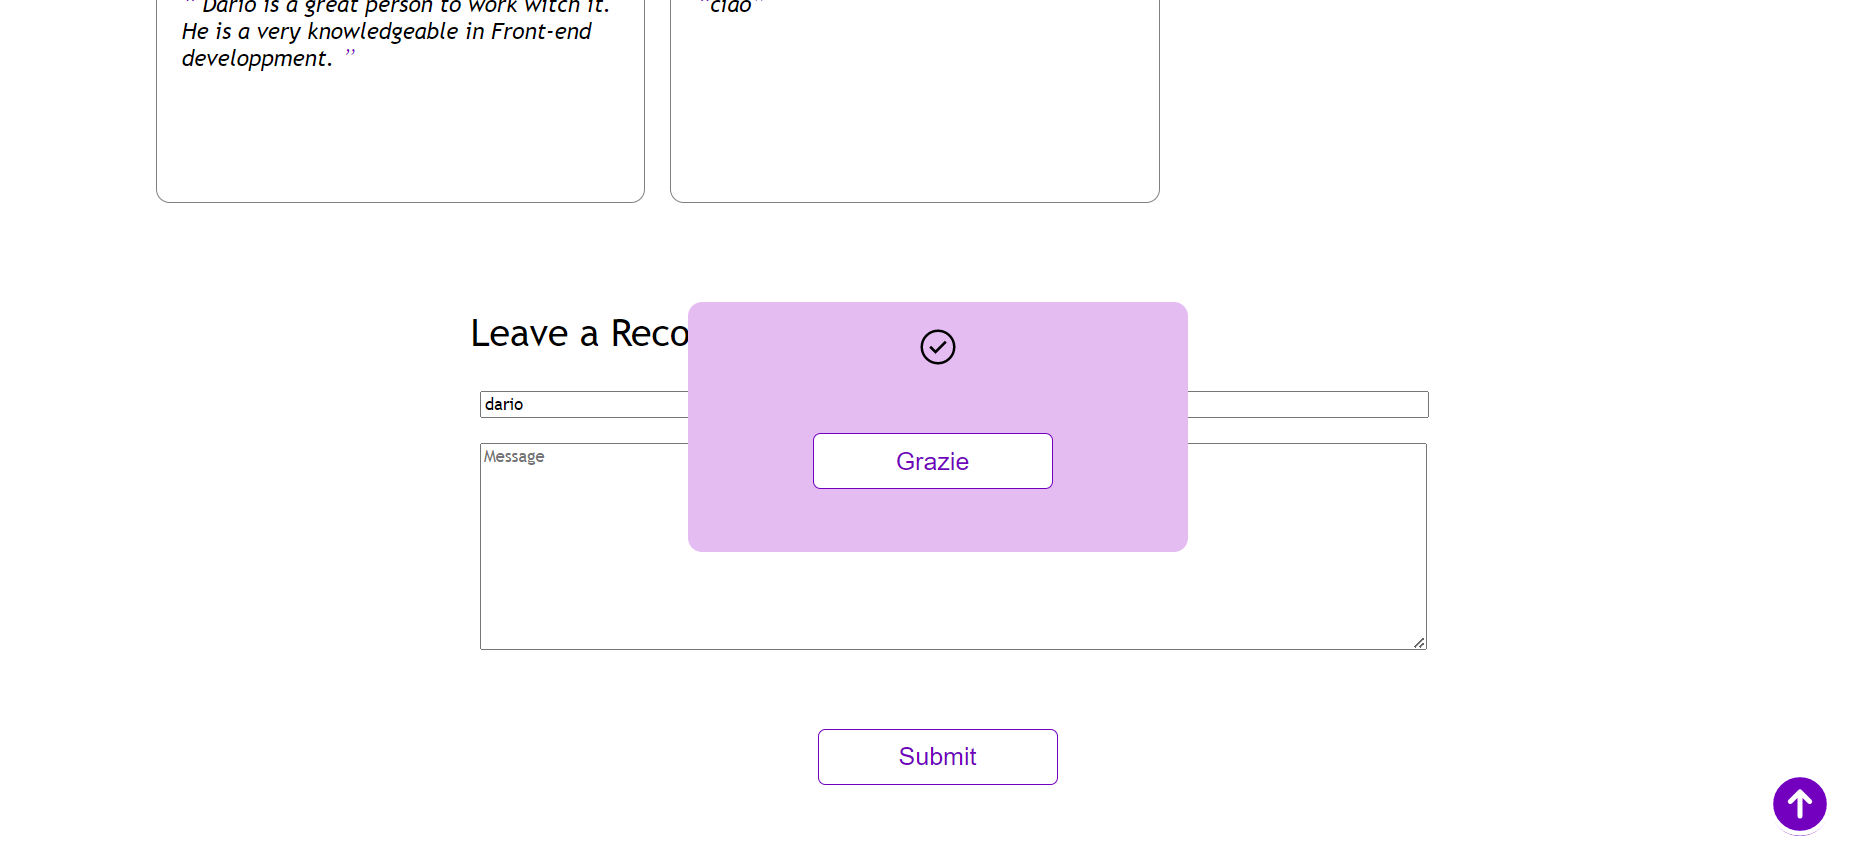 " Dario is a great person to work witch it.
He is a very knowledgeable in Front-end
developpment. ”
"ciao"
Leave a Reco
dario
Message
Grazie
Submit